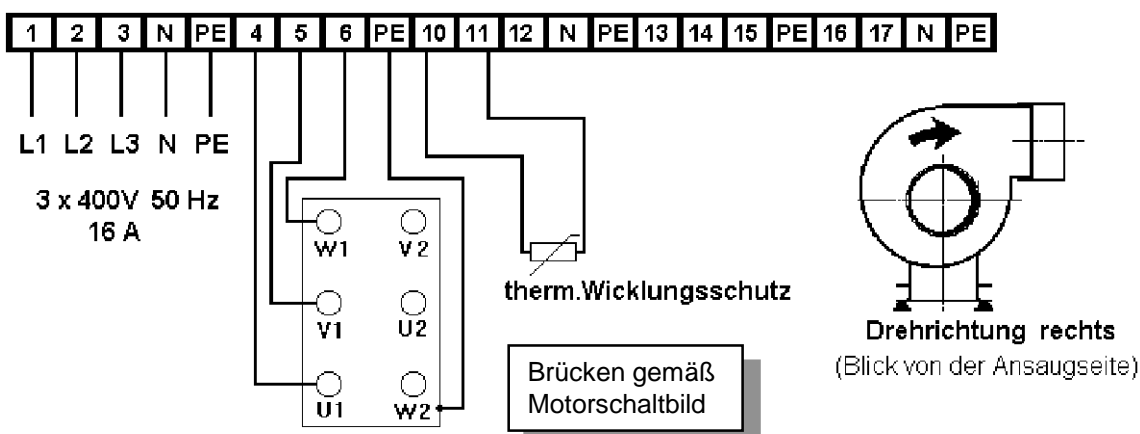 1 2 3 N PE 4 5 6 PE 10 11 12 N PE 13 14 15 PE 16 17 N PE
L1 L2 L3 N PE
3 x 400V 50 Hz
16 A
W1 V2
V1 U2
U1 W2
therm.Wicklungsschutz
Brücken gemäß
Motorschaltbild
Drehrichtung rechts
(Blick von der Ansaugseite)